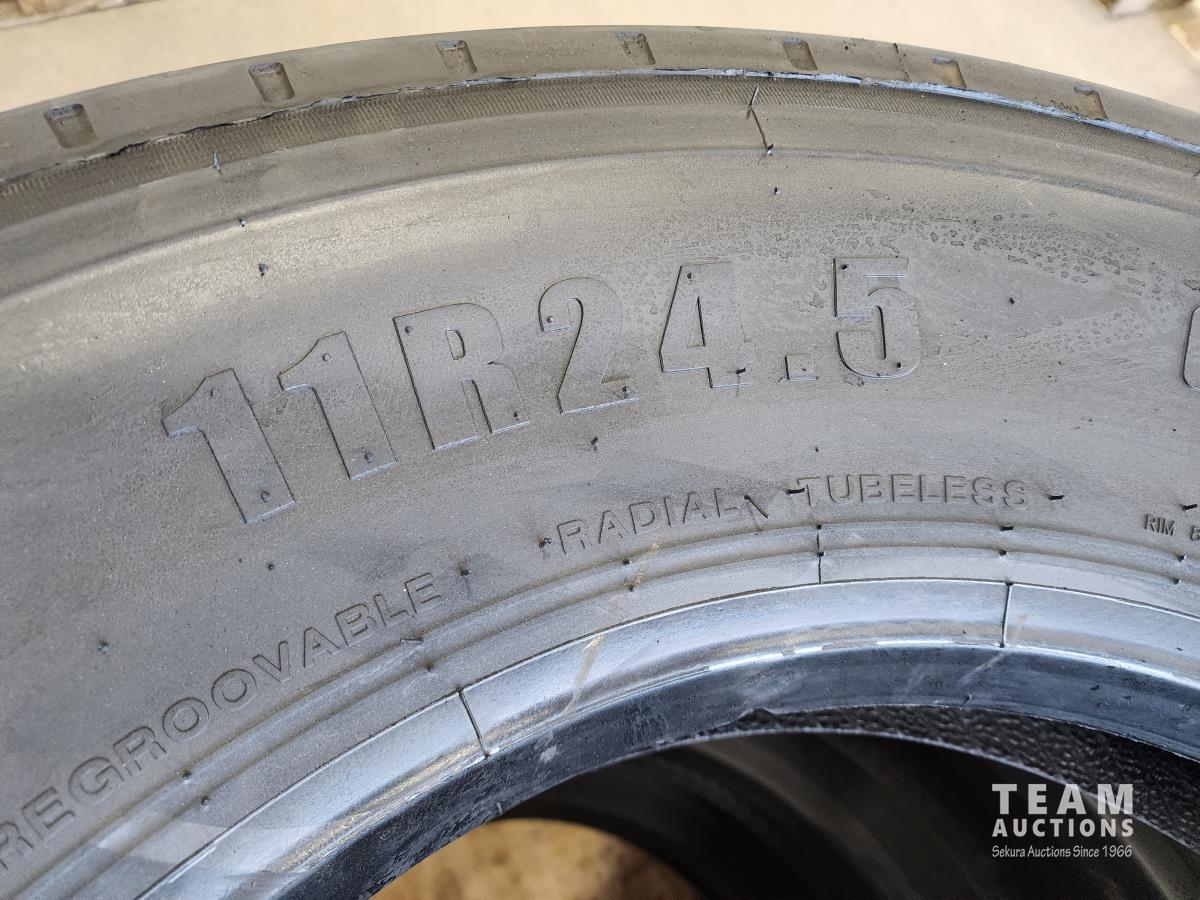 11R24.5
REGROOVABLE RADIAL TUBELESS
RIM
TEAM
AUCTIONS
Sekura Auctions Since 1966